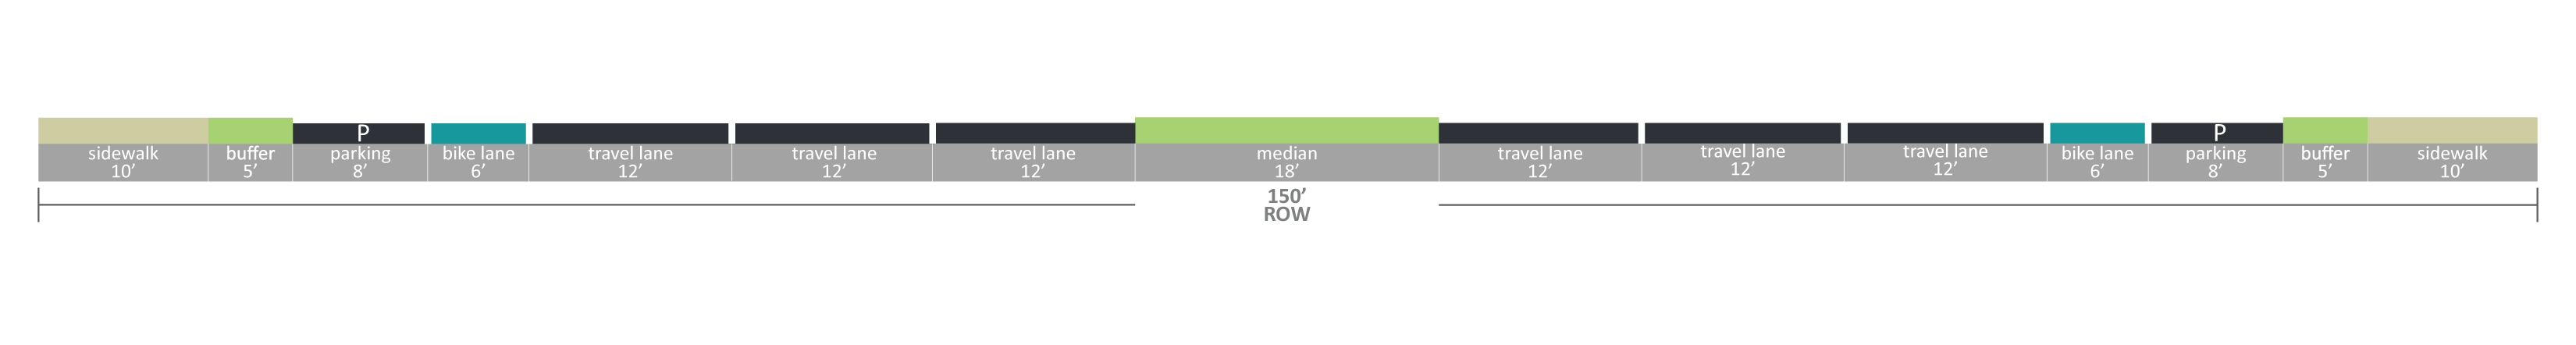 P
P
sidewalk
10’
buffer
5’
parking
8’
bike lane
6’
travel lane
12’
travel lane
12’
travel lane
12’
median
18’
travel lane
12’
travel lane
12’
travel lane
12’
bike lane
6’
parking
8’
buffer
5’
sidewalk
10’
150’
ROW